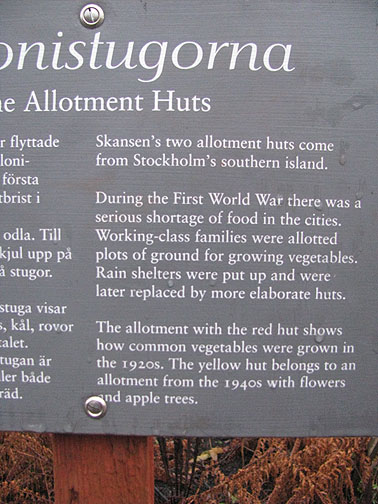 onistugorna
he Allotment Huts
r flyttade
loni-
första
tbrist i
odla. Till
kjul upp på
å stugor.
stuga visar
s, kål, rovor
talet.
tugan är
ler både
räd.
Skansen's two allotment huts come
from Stockholm's southern island.
During the First World War there was a
serious shortage of food in the cities.
Working-class families were allotted
plots of ground for growing vegetables.
Rain shelters were put up and were
later replaced by more elaborate huts.
The allotment with the red hut shows
how common vegetables were grown in
the 1920s. The yellow hut belongs to an
allotment from the 1940s with flowers
and apple trees.